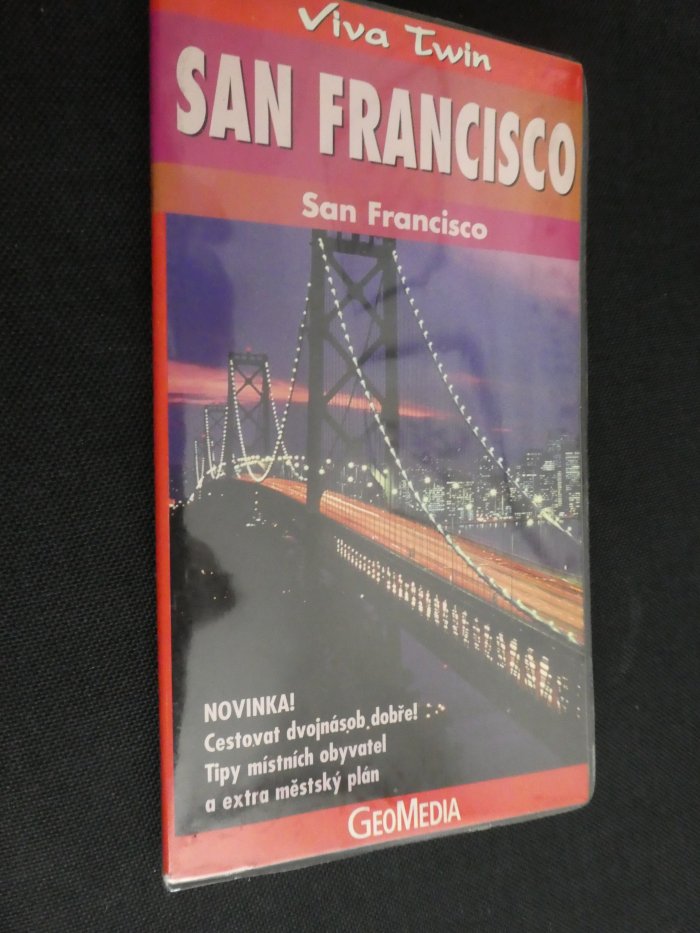 Viva Twin
SAN FRANCISCO
San Francisco
NOVINKA!
Cestovat dvojnásob dobře!
Tipy místních obyvatel
a extra městský plán
GEOMEDIA